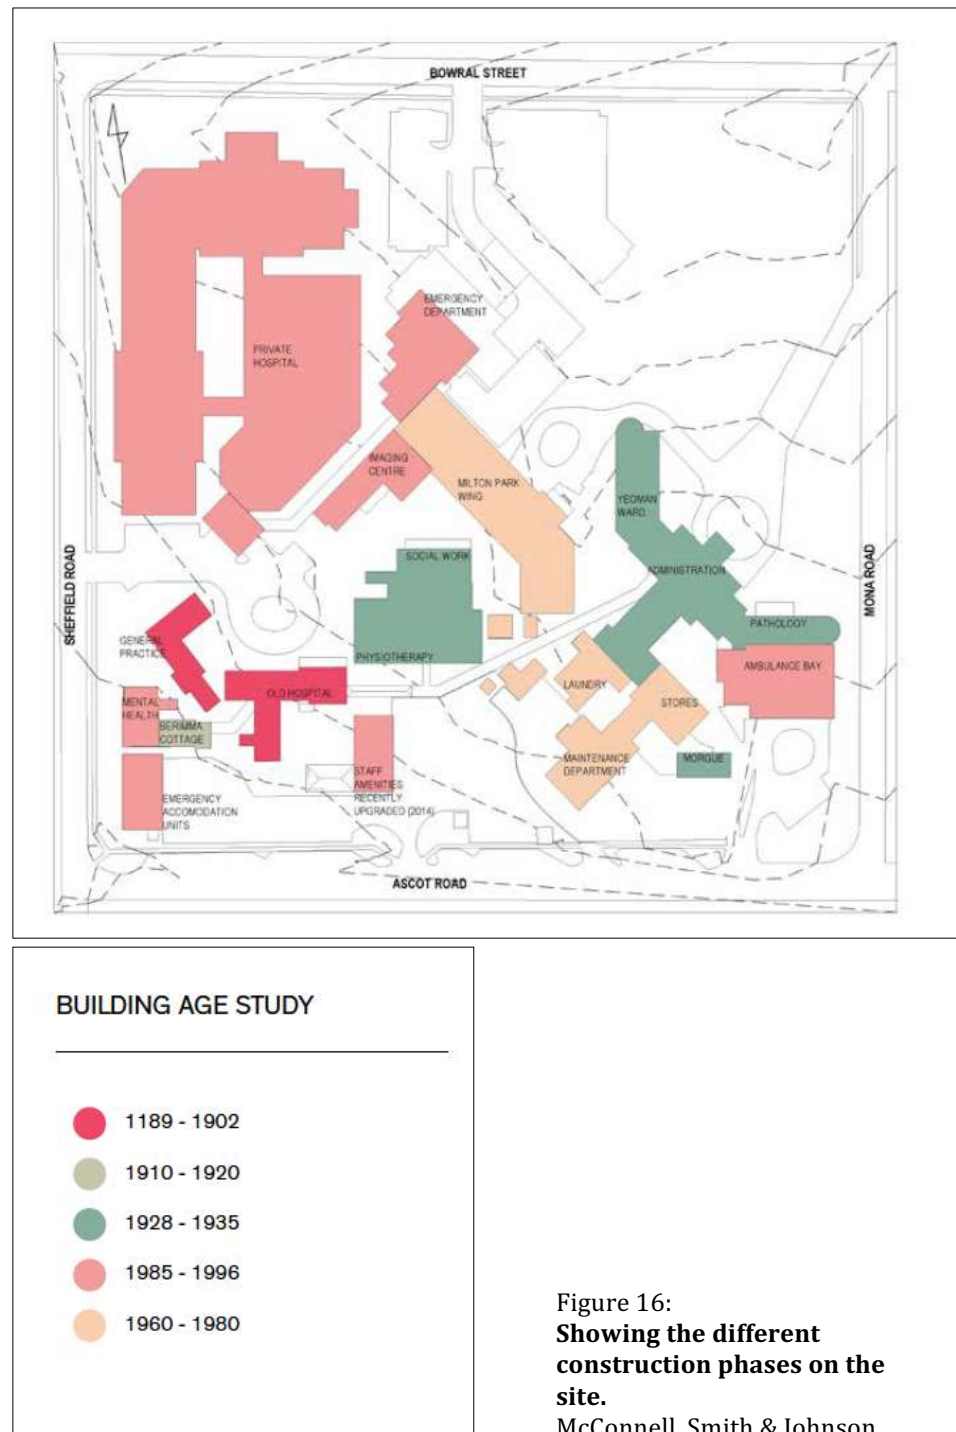 BOWRAL STREET
EMERGENCY
DEPARTMENT
PRIVATE
HOSPITAL
IMAGING
CENTRE
MILTON PARK
WING
YEOMAN
WARD
SHEFFIELD ROAD
MONA ROAD
SOCIAL WORK
ADMINISTRATION
PATHOLOGY
GENERAL
PRACTICE
PHYSIOTHERAPY
AMBULANCE BAY
LAUNDRY
OLD HOSPITAL
MENTAL
HEALTH
STORES
BERIMMA
COTTAGE
MAINTENANCE
DEPARTMENT
MORGUE
STAFF
AMENITIES
RECENTLY
UPGRADED [2014]
EMERGENCY
ACCOMODATION
UNITS
ASCOT ROAD
BUILDING AGE STUDY
1189 - 1902
1910 - 1920
1928 - 1935
1985 - 1996
1960 - 1980
Figure 16:
Showing the different
construction phases on the
site.
McConnell, Smith & Johnson